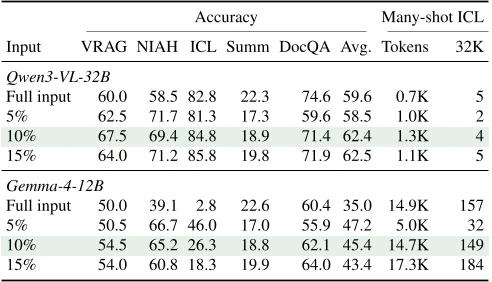 Accuracy Many-shot ICL
Input VRAG NIAH ICL Summ DocQA Avg. Tokens 32K
Qwen3-VL-32B
Full input 60.0 58.5 82.8 22.3 74.6 59.6 0.7K 5
5% 62.5 71.7 81.3 17.3 59.6 58.5 1.0K 2
10% 67.5 69.4 84.8 18.9 71.4 62.4 1.3K 4
15% 64.0 71.2 85.8 19.8 71.9 62.5 1.1K 5
Gemma-4-12B
Full input 50.0 39.1 2.8 22.6 60.4 35.0 14.9K 157
5% 50.5 66.7 46.0 17.0 55.9 47.2 5.0K 32
10% 54.5 65.2 26.3 18.8 62.1 45.4 14.7K 149
15% 54.0 60.8 18.3 19.9 64.0 43.4 17.3K 184